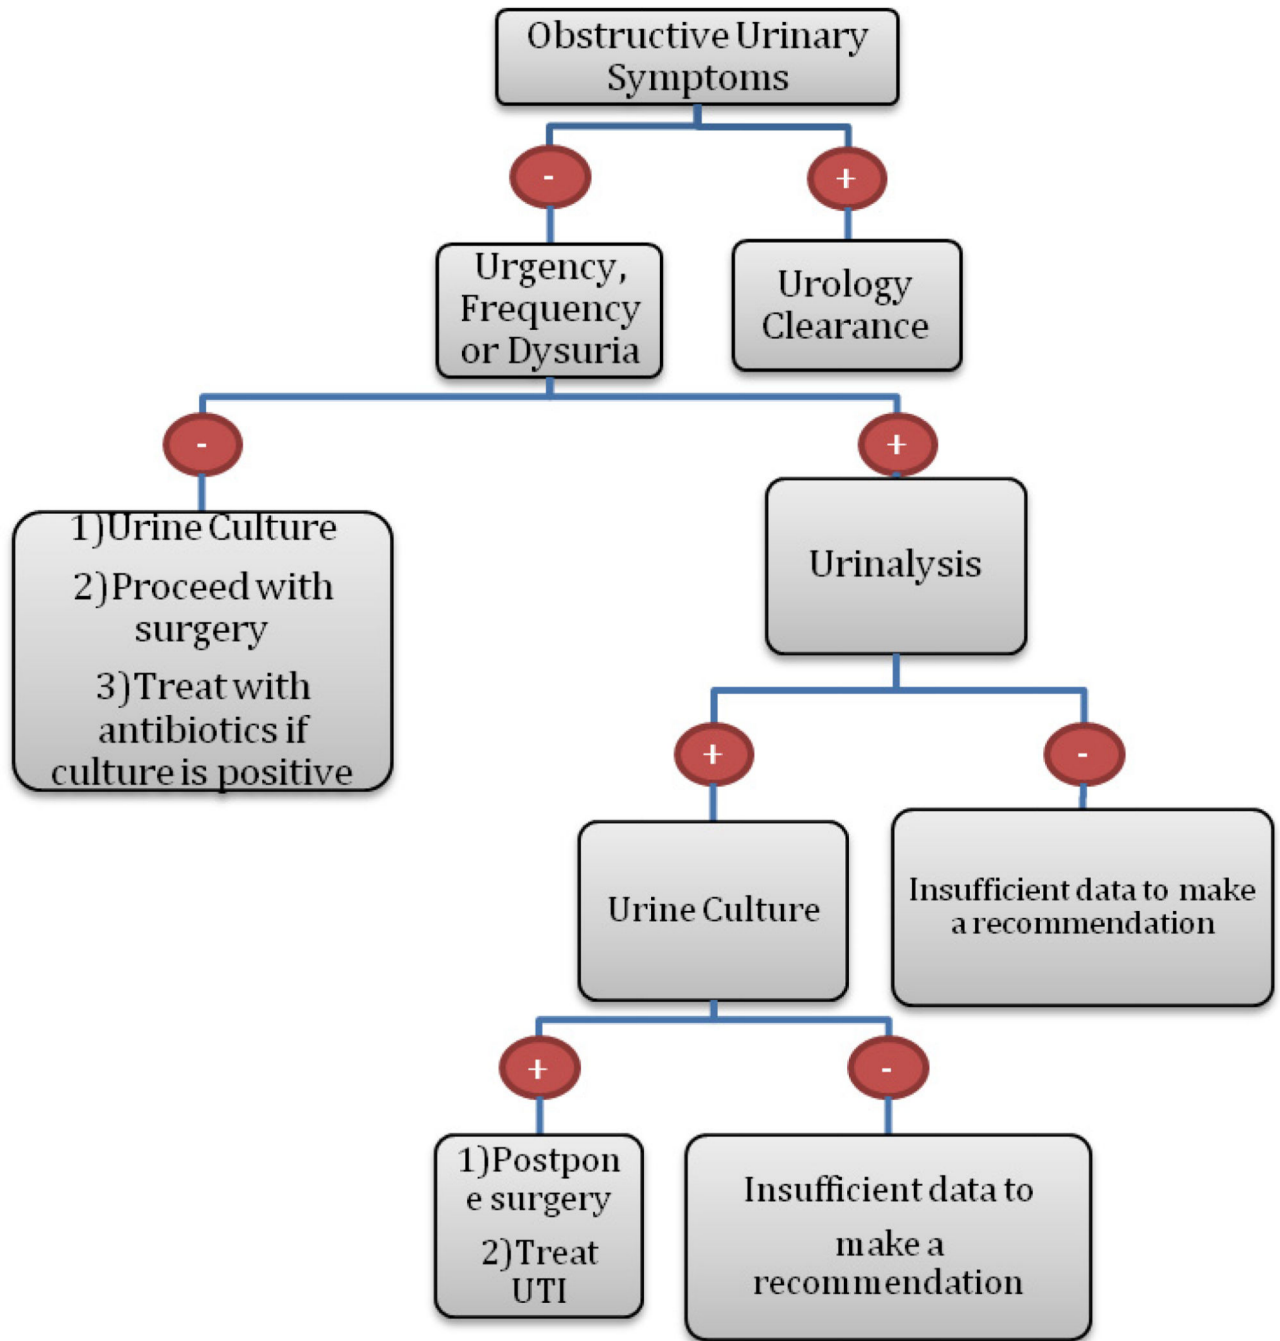 Obstructive Urinary
Symptoms
-
+
Urgency,
Frequency
or Dysuria
Urology
Clearance
-
+
1)Urine Culture
2)Proceed with
surgery
3)Treat with
antibiotics if
culture is positive
Urinalysis
+
-
Urine Culture
Insufficient data to make
a recommendation
+
-
1)Postpon
e surgery
2)Treat
UTI
Insufficient data to
make a
recommendation